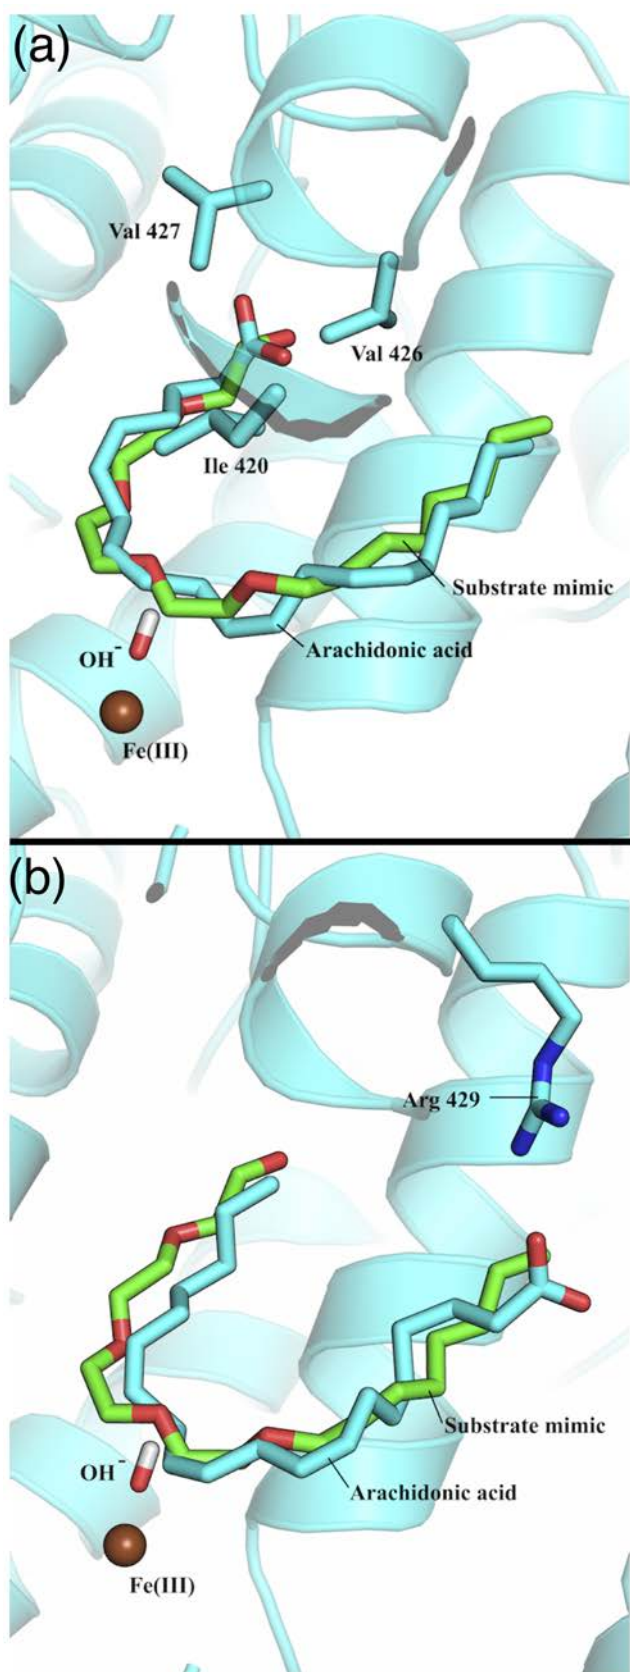 (a)
Val 427
Val 426
Ile 420
Substrate mimic
Arachidonic acid
OH⁻
Fe(III)
(b)
Arg 429
Substrate mimic
OH⁻
Arachidonic acid
Fe(III)